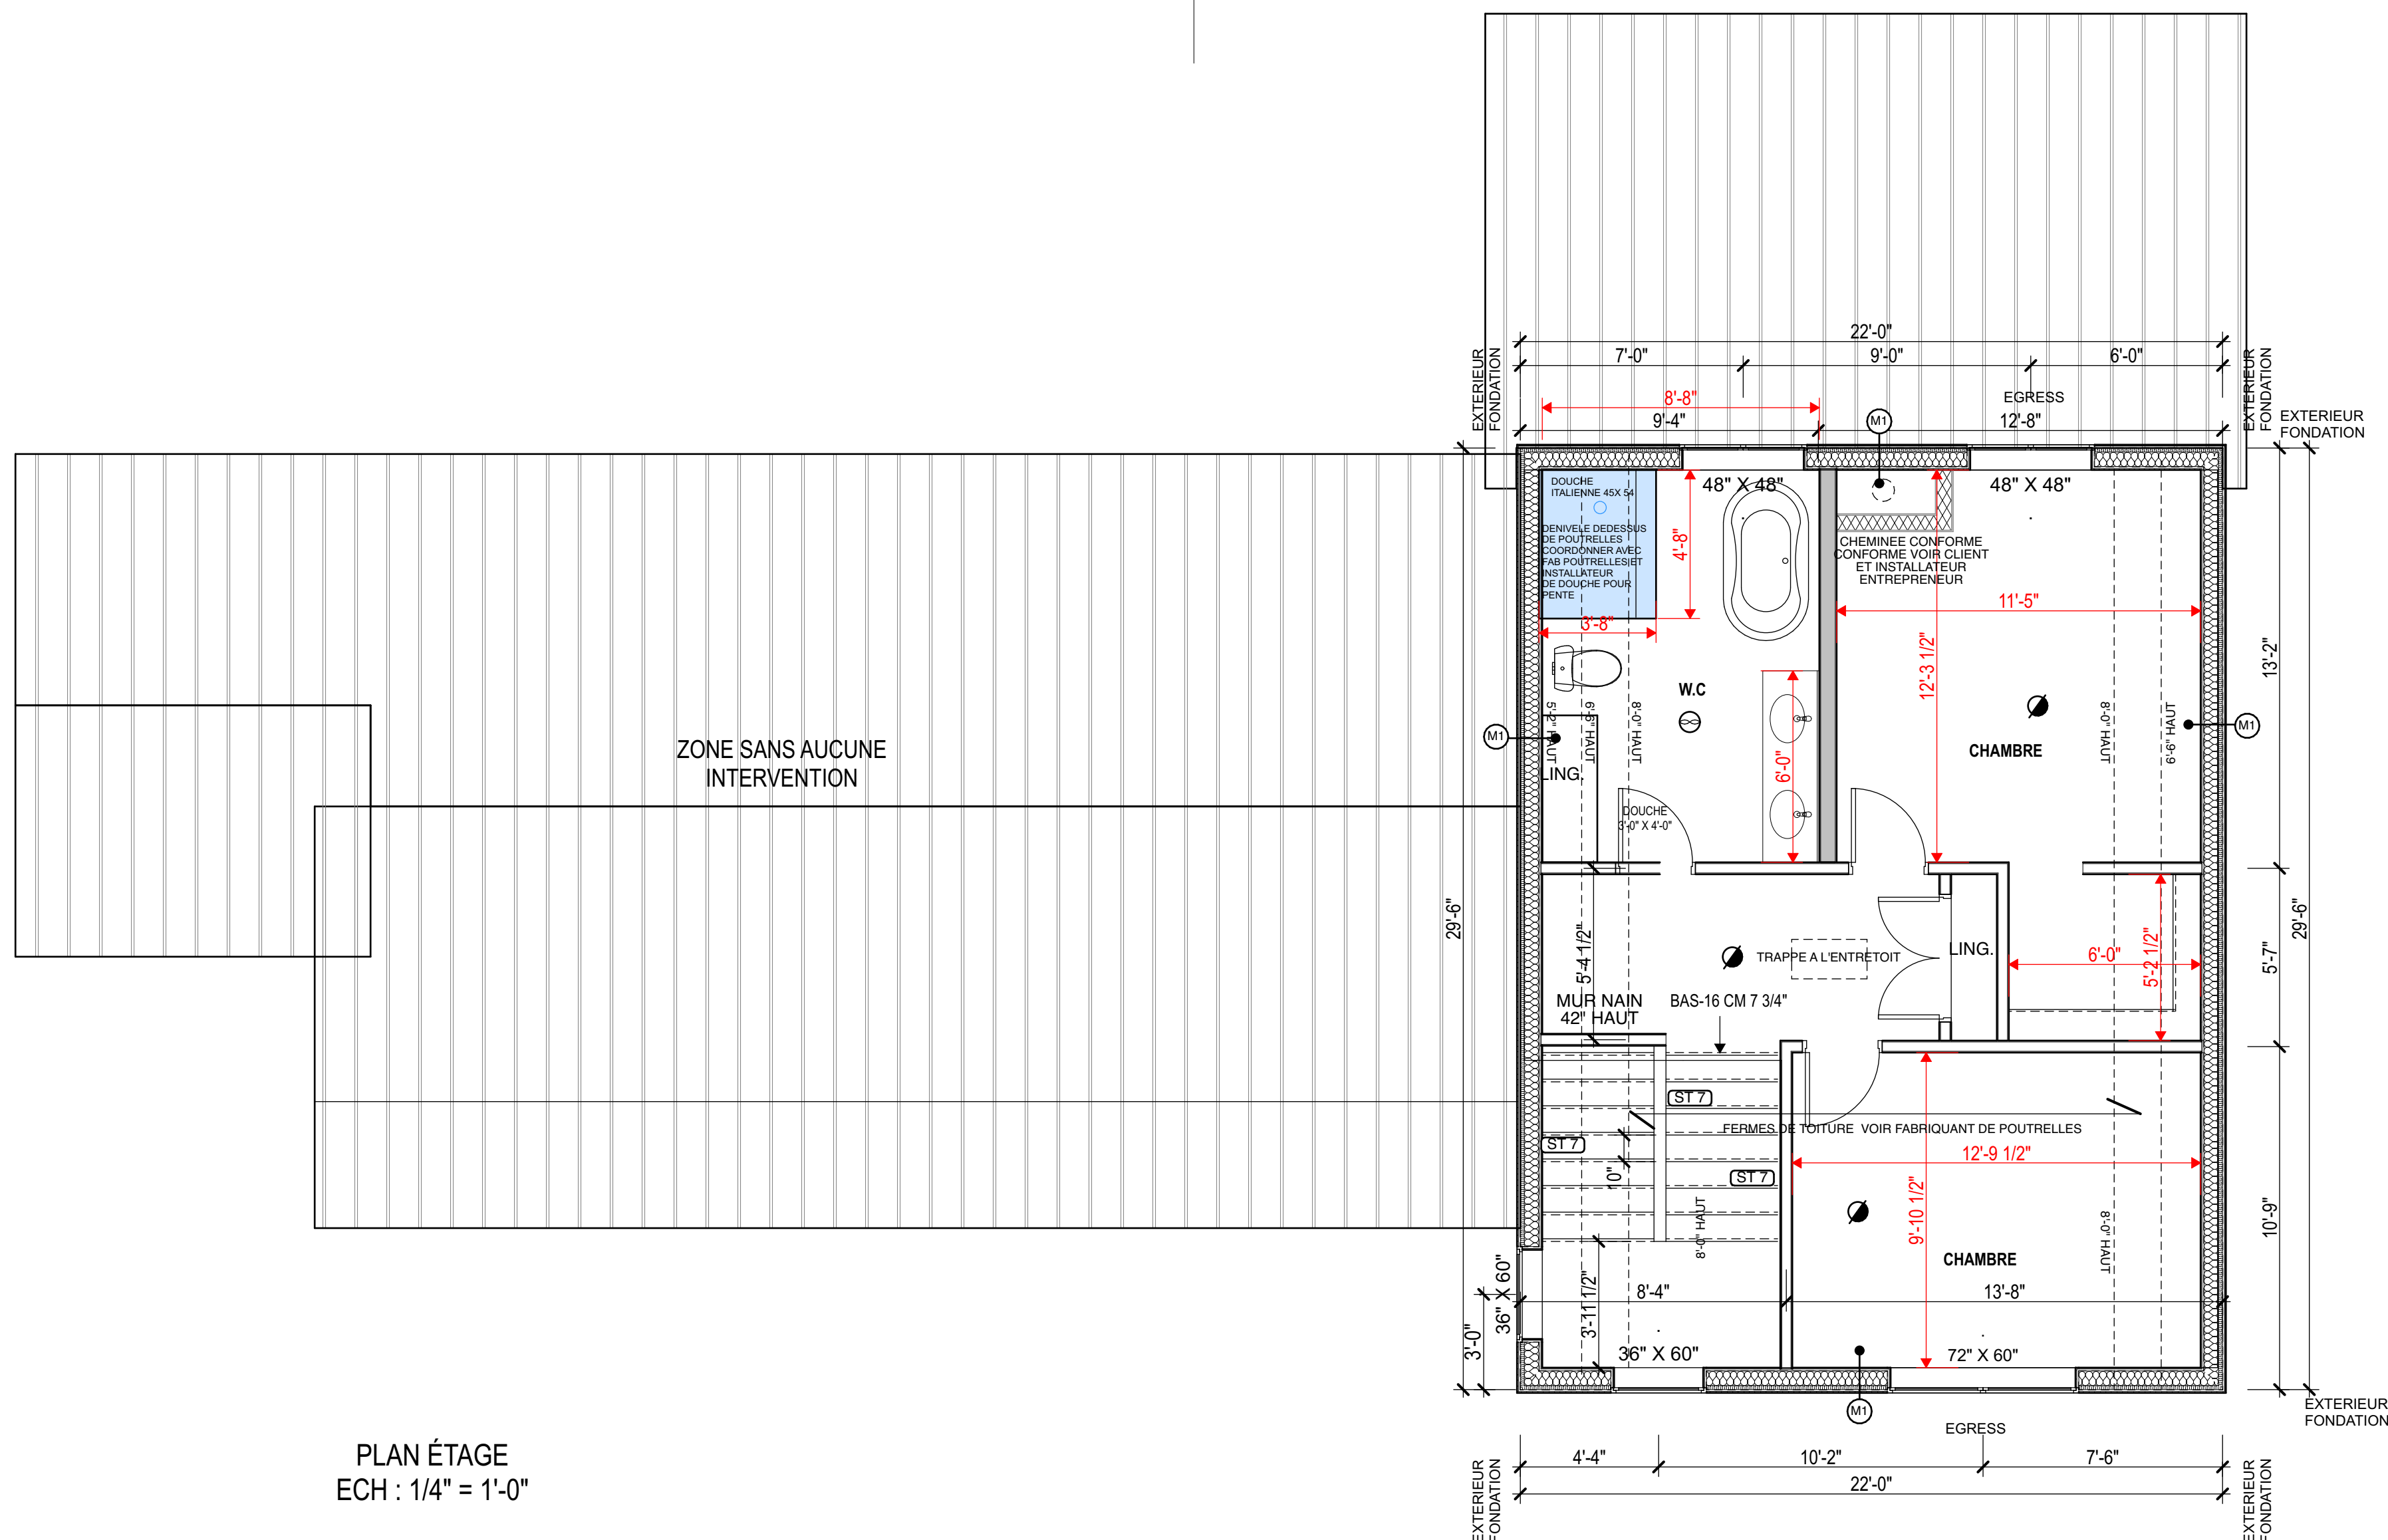 22'-0"
7'-0"
9'-0"
6'-0"
EXTERIEUR
FONDATION
EXTERIEUR
FONDATION
8'-8"
EGRESS
9'-4"
M1
12'-8"
EXTERIEUR
FONDATION
DOUCHE
ITALIENNE 45X 54
48" X 48"
48" X 48"
DENIVELE DEDESSUS
DE POUTRELLES
COORDONNER AVEC
FAB POUTRELLES ET
INSTALLATEUR
DE DOUCHE POUR
PENTE
4'-8"
CHEMINEE CONFORME
CONFORME VOIR CLIENT
ET INSTALLATEUR
ENTREPRENEUR
3'-8"
11'-5"
12'-3 1/2"
13'-2"
W.C
5'-2" HAUT
6'-6" HAUT
8'-0" HAUT
8'-0" HAUT
6'-6" HAUT
M1
M1
CHAMBRE
ZONE SANS AUCUNE
INTERVENTION
LING.
6'-0"
DOUCHE
3'-0" X 4'-0"
29'-6"
5'-4 1/2"
TRAPPE A L'ENTRETOIT
LING.
6'-0"
5'-2 1/2"
5'-7"
29'-6"
MUR NAIN
42" HAUT
BAS-16 CM 7 3/4"
ST 7
FERMES DE TOITURE  VOIR FABRIQUANT DE POUTRELLES
ST 7
12'-9 1/2"
10"
ST 7
8'-0" HAUT
9'-10 1/2"
8'-0" HAUT
10'-9"
CHAMBRE
36" X 60"
3'-0"
8'-4"
13'-8"
3'-11 1/2"
36" X 60"
72" X 60"
M1
EXTERIEUR
FONDATION
EGRESS
4'-4"
10'-2"
7'-6"
22'-0"
EXTERIEUR
FONDATION
EXTERIEUR
FONDATION
PLAN ÉTAGE
ECH : 1/4" = 1'-0"